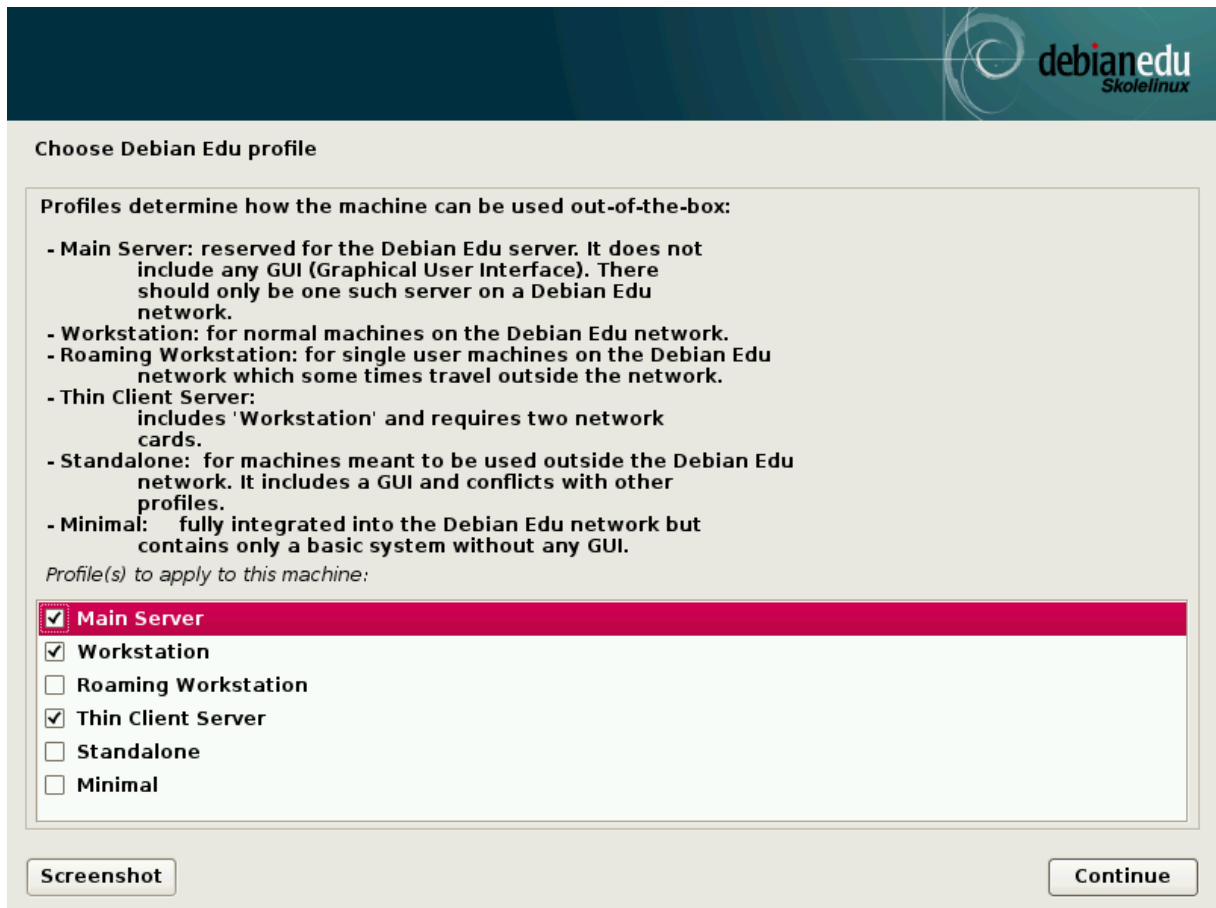 debianedu
Skolelinux
Choose Debian Edu profile
Profiles determine how the machine can be used out-of-the-box:
- Main Server: reserved for the Debian Edu server. It does not
include any GUI (Graphical User Interface). There
should only be one such server on a Debian Edu
network.
- Workstation: for normal machines on the Debian Edu network.
- Roaming Workstation: for single user machines on the Debian Edu
network which some times travel outside the network.
- Thin Client Server:
includes 'Workstation' and requires two network
cards.
- Standalone: for machines meant to be used outside the Debian Edu
network. It includes a GUI and conflicts with other
profiles.
- Minimal: fully integrated into the Debian Edu network but
contains only a basic system without any GUI.
Profile(s) to apply to this machine:
Main Server
Workstation
Roaming Workstation
Thin Client Server
Standalone
Minimal
Screenshot
Continue